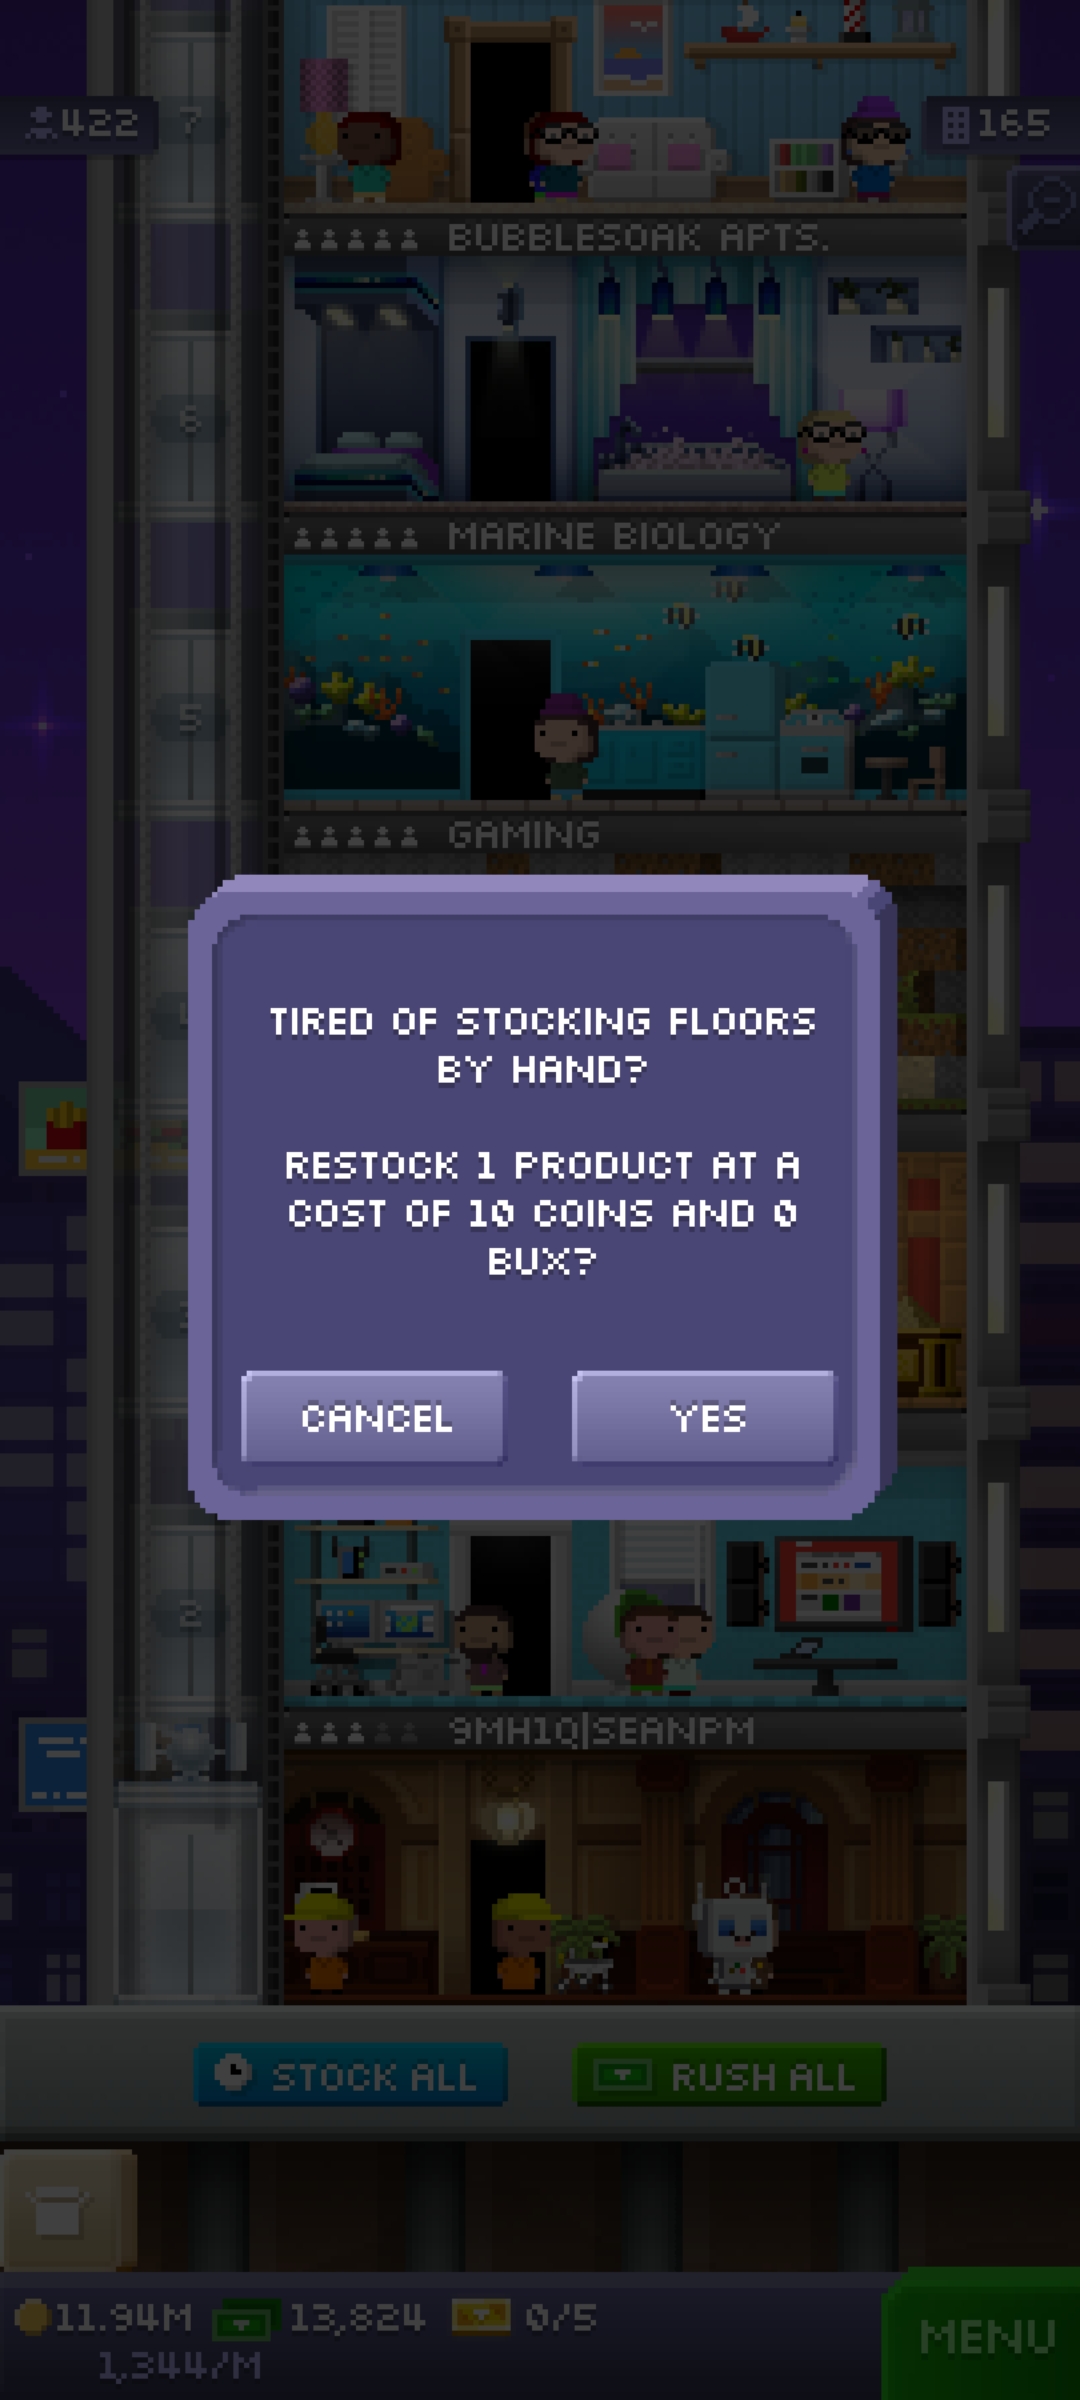 422
7
165
BUBBLESOAK APTS.
6
MARINE BIOLOGY
5
GAMING
TIRED OF STOCKING FLOORS
BY HAND?
RESTOCK 1 PRODUCT AT A
COST OF 10 COINS AND 0
BUX?
CANCEL
YES
2
9MH1Q|SEANPM
STOCK ALL
RUSH ALL
11.94M
13,824
0/5
1,344/M
MENU